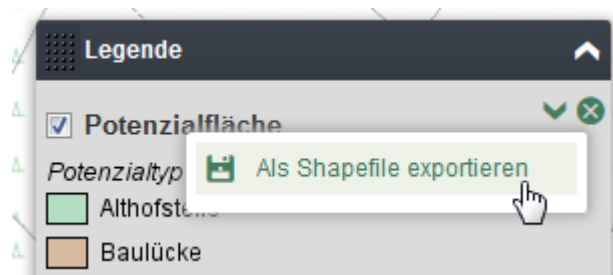 Legende
Potenzialfläche
Als Shapefile exportieren
Potenzialtyp
Althofstelle
Baulücke